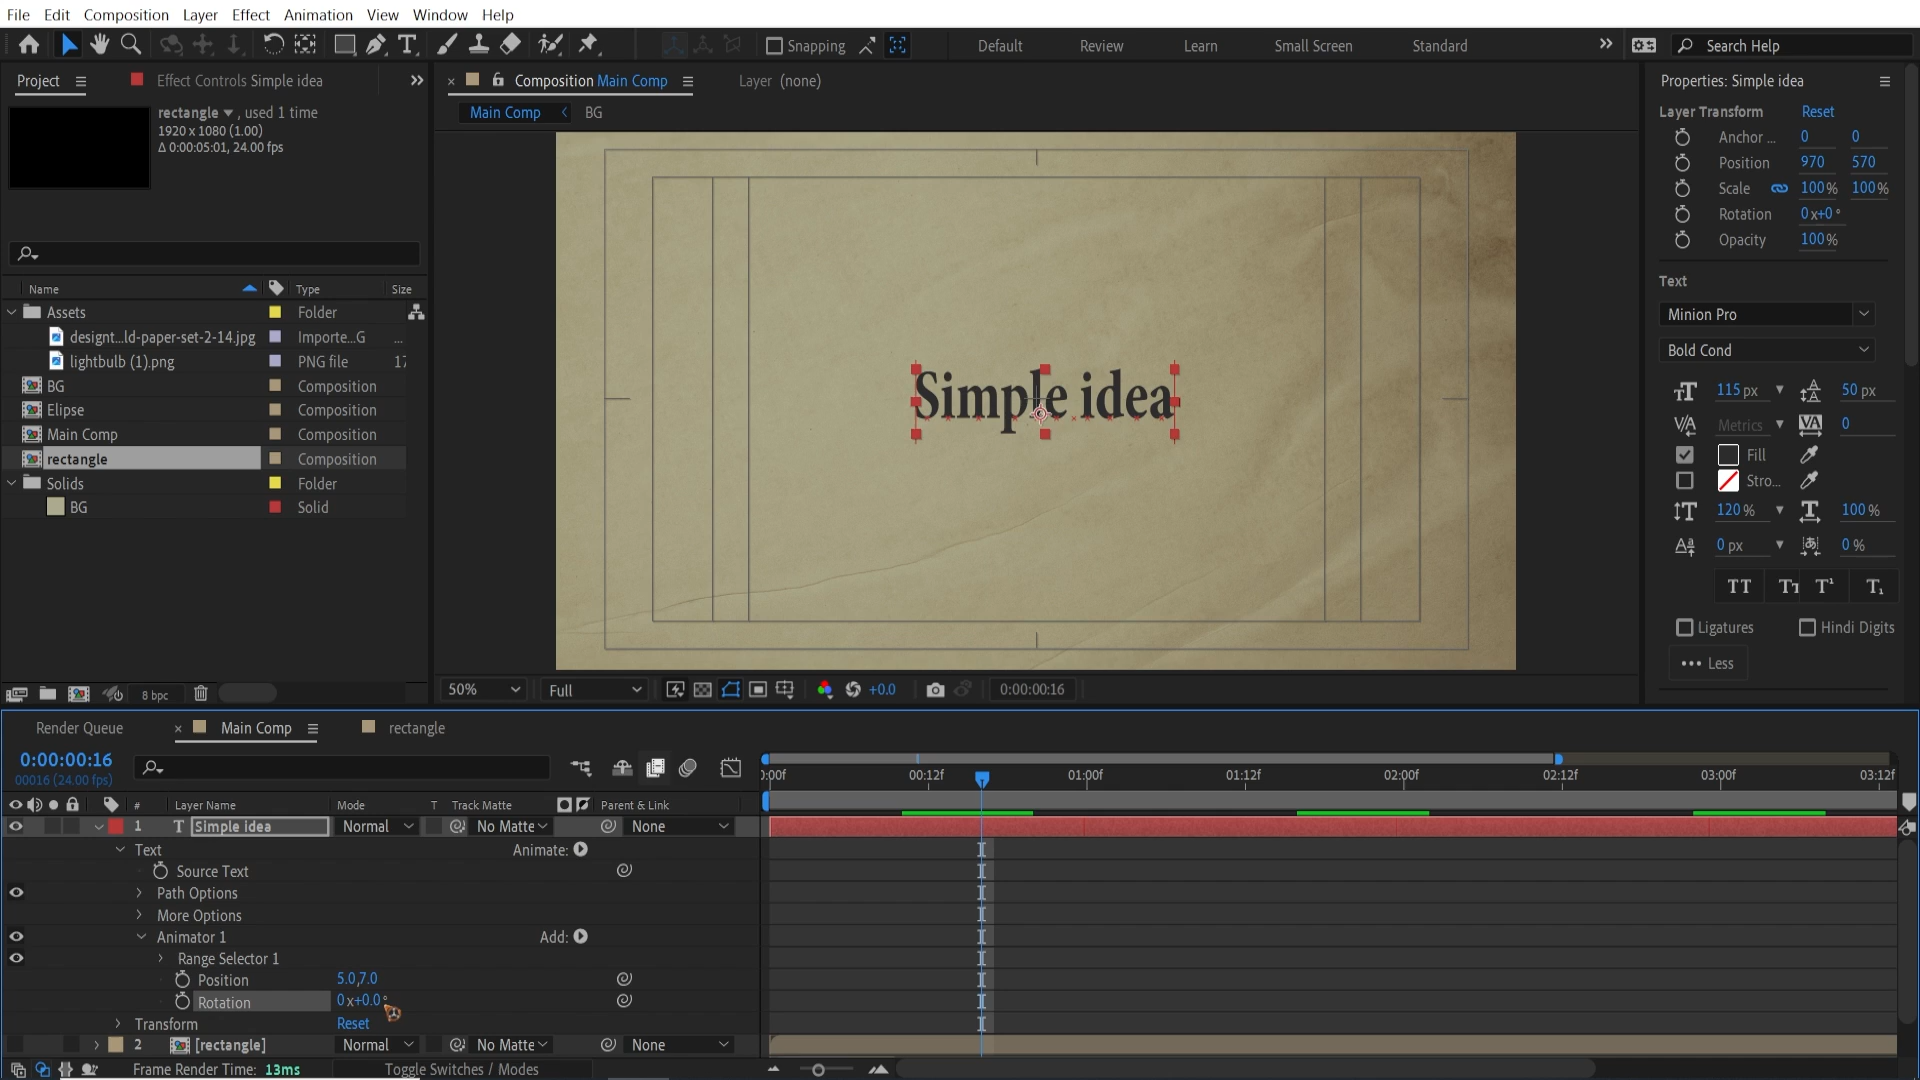 File Edit Composition Layer Effect Animation View Window Help
Snapping Default Review Learn Small Screen Standard Search Help
Project Effect Controls Simple idea
rectangle , used 1 time
1920 x 1080 (1.00)
Δ 0:00:05:01, 24.00 fps
Name Type Size
Assets Folder
designt...ld-paper-set-2-14.jpg Importe...G ...
lightbulb (1).png PNG file 17
BG Composition
Elipse Composition
Main Comp Composition
rectangle Composition
Solids Folder
BG Solid
8 bpc
Composition Main Comp Layer (none)
Main Comp BG
Simple idea
50% Full +0.0 0:00:00:16
Properties: Simple idea
Layer Transform Reset
Anchor ... 0 0
Position 970 570
Scale 100% 100%
Rotation 0x+0°
Opacity 100%
Text
Minion Pro
Bold Cond
115 px 50 px
Metrics 0
Fill
Stro...
120 % 100 %
0 px 0 %
TT Tт T¹ T₁
Ligatures Hindi Digits
Less
Render Queue Main Comp rectangle
0:00:00:16
00016 (24.00 fps)
# Layer Name Mode T Track Matte Parent & Link
1 T Simple idea Normal No Matte None
Text Animate:
Source Text
Path Options
More Options
Animator 1 Add:
Range Selector 1
Position 5.0,7.0
Rotation 0x+0.0°
Transform Reset
2 [rectangle] Normal No Matte None
Frame Render Time: 13ms Toggle Switches / Modes
:00f 00:12f 01:00f 01:12f 02:00f 02:12f 03:00f 03:12f